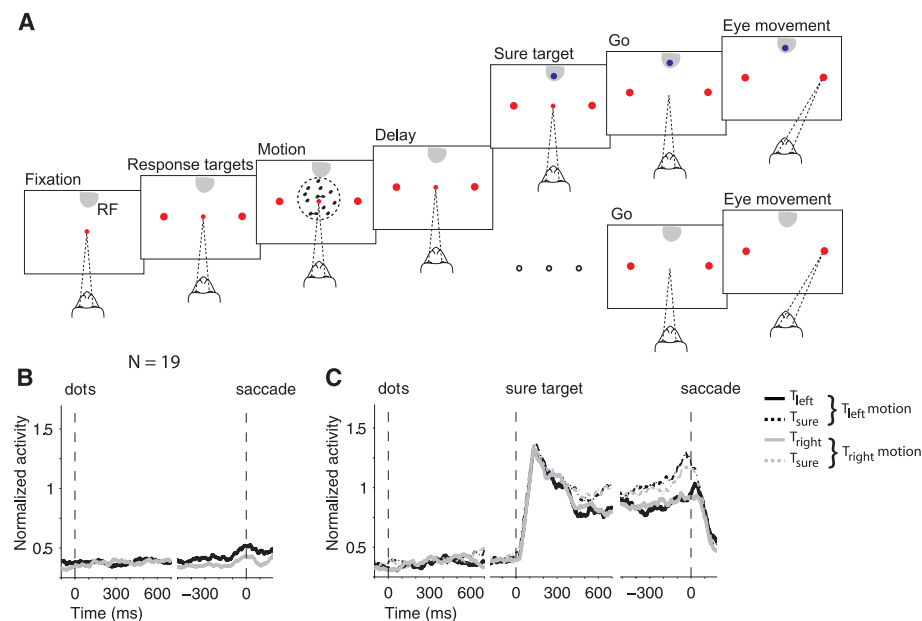 A
Eye movement
Go
Sure target
Delay
Motion
Response targets
Fixation
RF
Go
Eye movement
N = 19
B
dots
saccade
Normalized activity
1.5
1
0.5
0
600
−300
0
Time (ms)
C
dots
sure target
saccade
Normalized activity
1.5
1
0.5
0
600
0
300
600
−300
0
Time (ms)
Tleft
Tsure
} Tleft motion
Tright
Tsure
} Tright motion